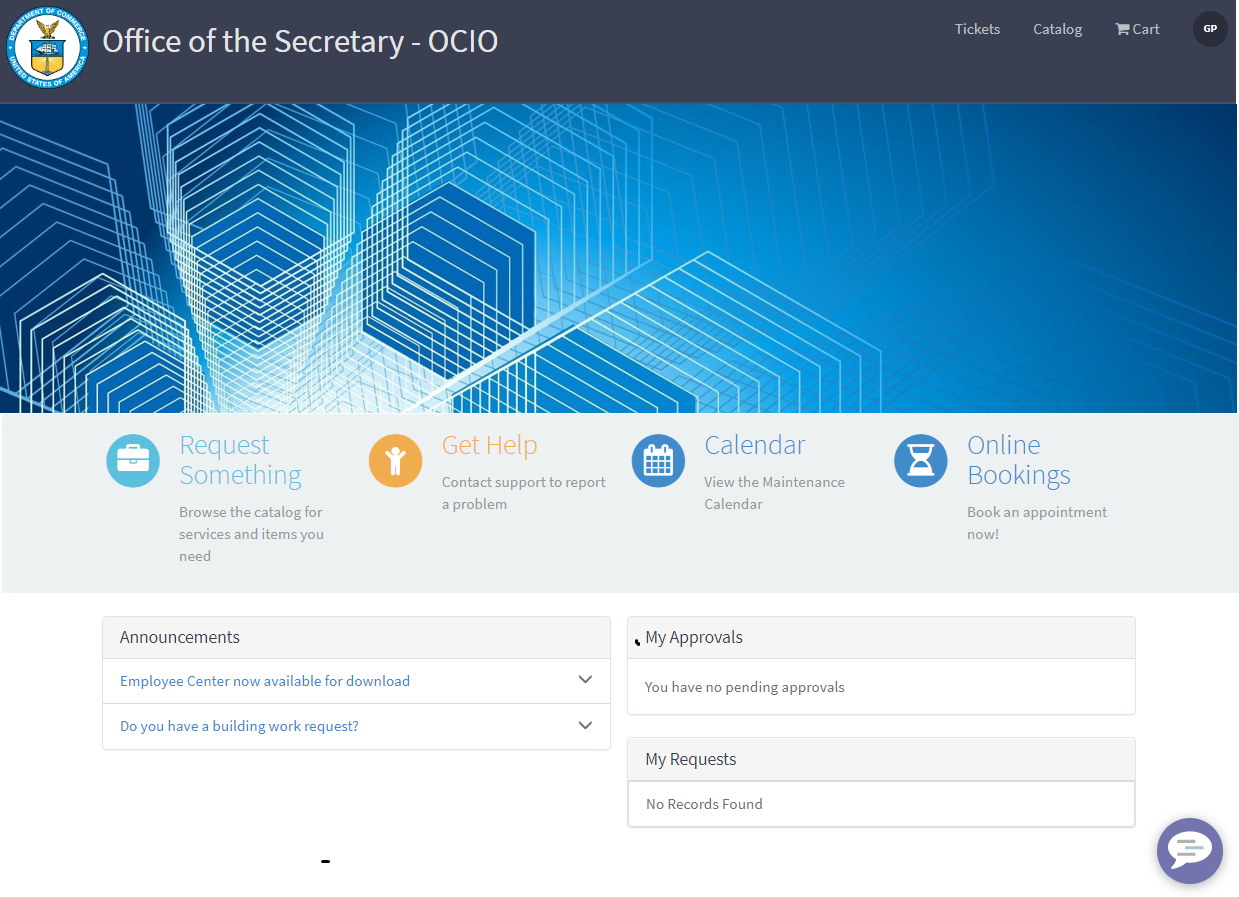 DEPARTMENT OF COMMERCE
UNITED STATES OF AMERICA
Office of the Secretary - OCIO
Tickets
Catalog
Cart
GP
Request
Something
Browse the catalog for
services and items you
need
Get Help
Contact support to report
a problem
Calendar
View the Maintenance
Calendar
Online
Bookings
Book an appointment
now!
Announcements
Employee Center now available for download
Do you have a building work request?
My Approvals
You have no pending approvals
My Requests
No Records Found